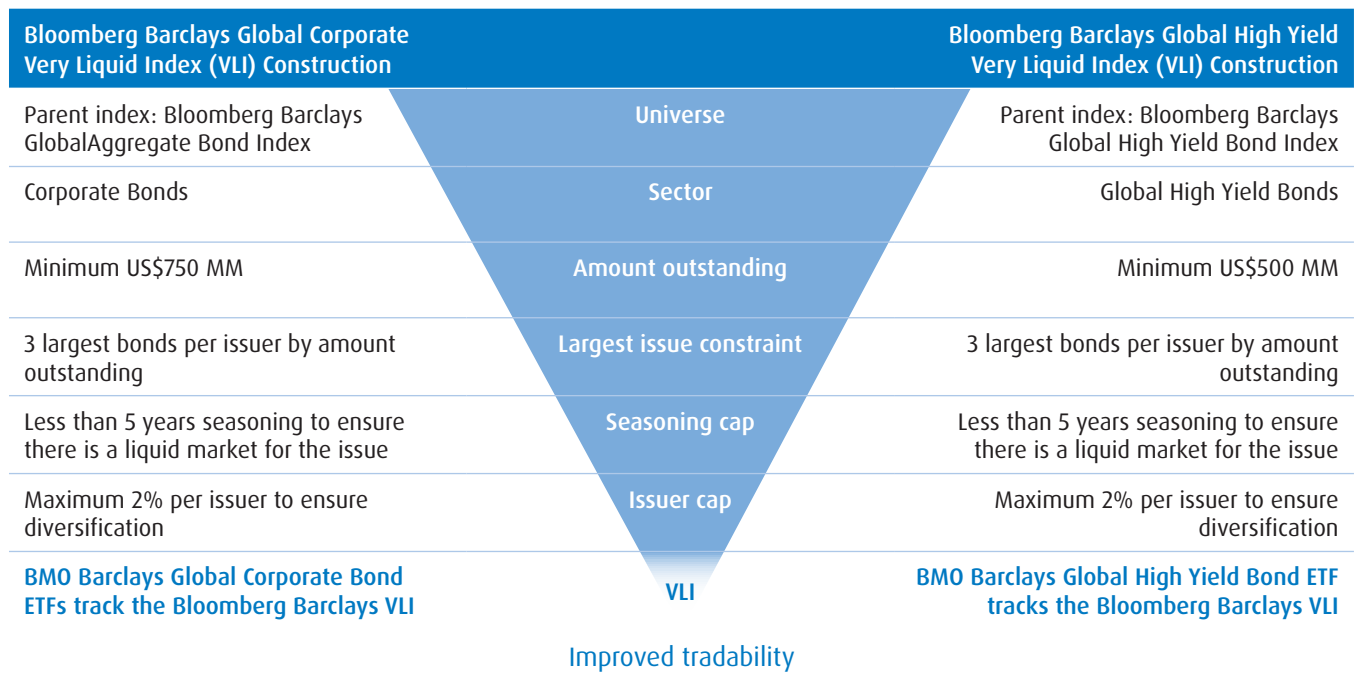 Bloomberg Barclays Global Corporate
Very Liquid Index (VLI) Construction
Bloomberg Barclays Global High Yield
Very Liquid Index (VLI) Construction
Parent index: Bloomberg Barclays
GlobalAggregate Bond Index
Universe
Parent index: Bloomberg Barclays
Global High Yield Bond Index
Corporate Bonds
Sector
Global High Yield Bonds
Minimum US$750 MM
Amount outstanding
Minimum US$500 MM
3 largest bonds per issuer by amount
outstanding
Largest issue constraint
3 largest bonds per issuer by amount
outstanding
Less than 5 years seasoning to ensure
there is a liquid market for the issue
Seasoning cap
Less than 5 years seasoning to ensure
there is a liquid market for the issue
Maximum 2% per issuer to ensure
diversification
Issuer cap
Maximum 2% per issuer to ensure
diversification
BMO Barclays Global Corporate Bond
ETFs track the Bloomberg Barclays VLI
VLI
BMO Barclays Global High Yield Bond ETF
tracks the Bloomberg Barclays VLI
Improved tradability